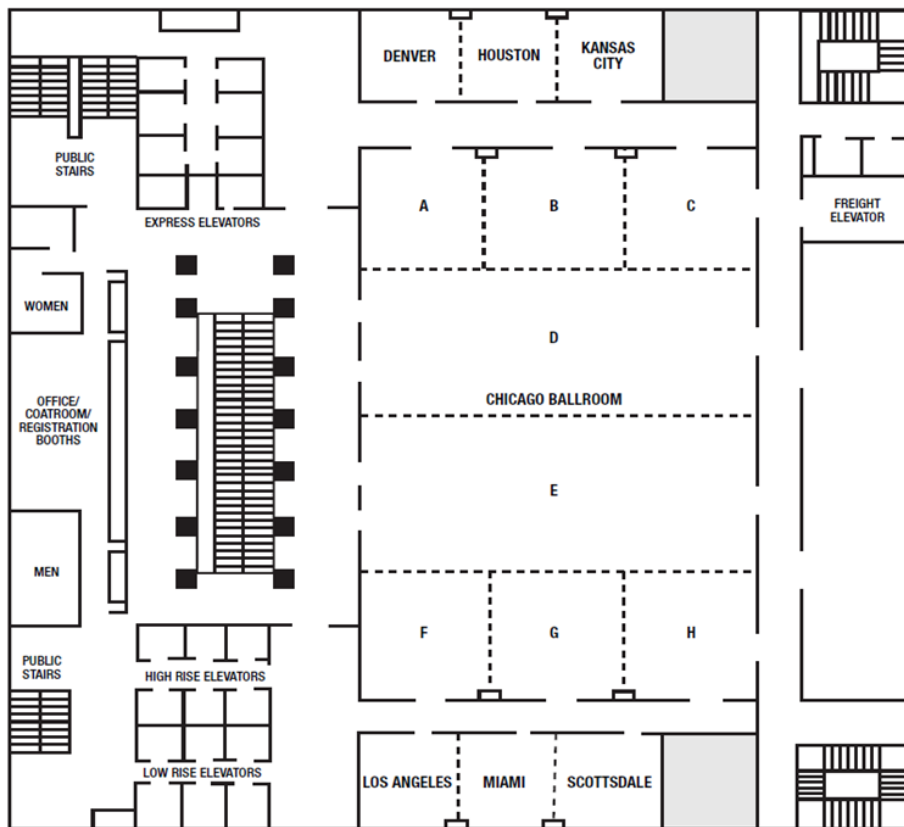 DENVER
HOUSTON
KANSAS
CITY
PUBLIC
STAIRS
A
B
C
FREIGHT
ELEVATOR
EXPRESS ELEVATORS
WOMEN
D
CHICAGO BALLROOM
OFFICE/
COATROOM/
REGISTRATION
BOOTHS
E
MEN
F
G
H
PUBLIC
STAIRS
HIGH RISE ELEVATORS
LOW RISE ELEVATORS
LOS ANGELES
MIAMI
SCOTTSDALE